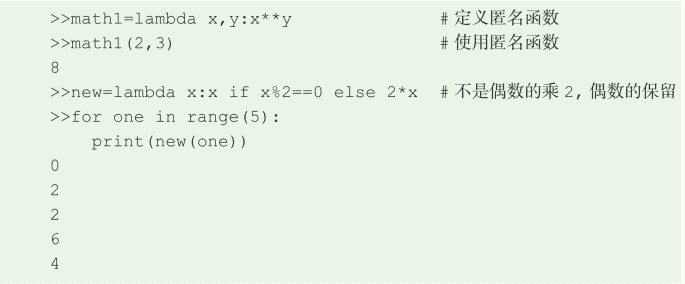 >>math1=lambda x,y:x**y #定义匿名函数
>>math1(2,3) #使用匿名函数
8
>>new=lambda x:x if x%2==0 else 2*x #不是偶数的乘2,偶数的保留
>>for one in range(5):
    print(new(one))
0
2
2
6
4